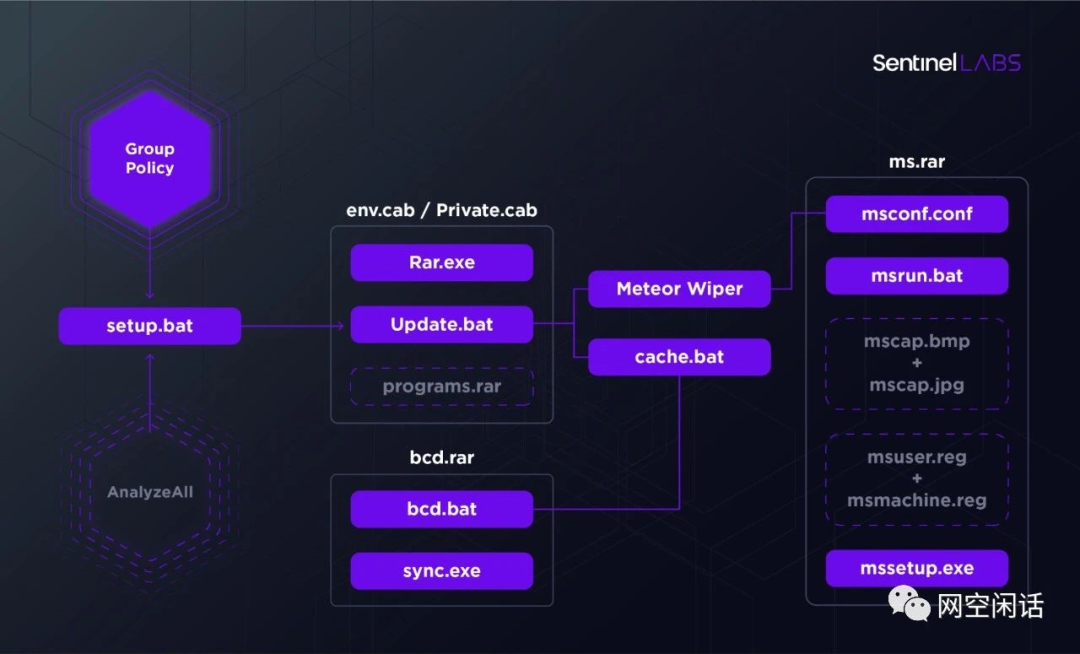 SentinelLABS
Group
Policy
setup.bat
AnalyzeAll
env.cab / Private.cab
Rar.exe
Update.bat
programs.rar
bcd.rar
bcd.bat
sync.exe
Meteor Wiper
cache.bat
ms.rar
msconf.conf
msrun.bat
mscap.bmp
+
mscap.jpg
msuser.reg
+
msmachine.reg
mssetup.exe
网空闲话